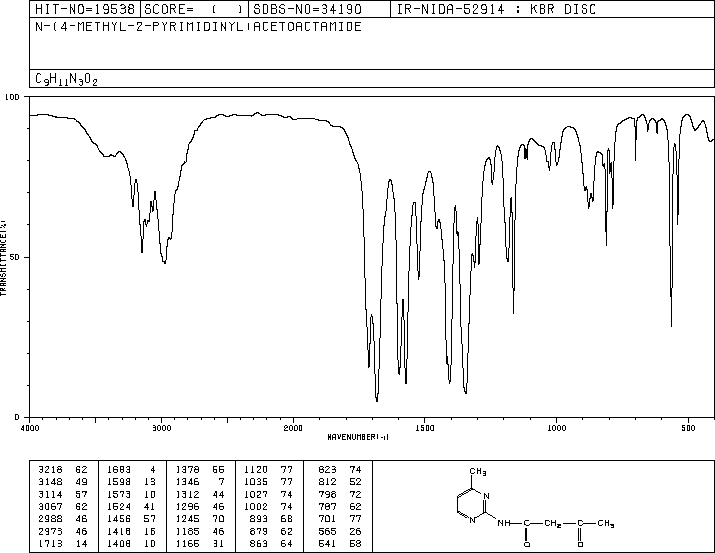 HIT-NO=19538 SCORE= ( ) SDBS-NO=34190 IR-NIDA-52914 : KBR DISC
N-(4-METHYL-2-PYRIMIDINYL)ACETOACTAMIDE
C9H11N3O2
100
50
0
TRANSMITTANCE(%)
4000 3000 2000 1500 1000 500
WAVENUMBER(-1)
3218 62 1683 4 1378 55 1120 77 823 74
3148 49 1598 13 1346 7 1035 77 812 52
3114 57 1573 10 1312 44 1027 74 798 72
3067 62 1524 41 1296 46 1002 74 787 62
2988 46 1456 57 1245 70 893 68 701 77
2973 46 1418 16 1185 46 879 62 565 26
1713 14 1408 10 1165 31 863 64 541 58
CH3
N
N NH C CH2 C CH3
O O